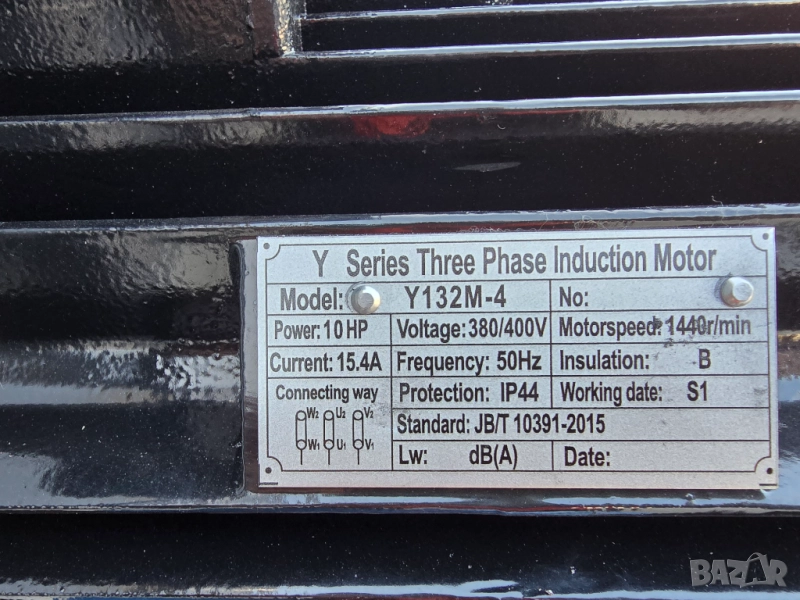 Y Series Three Phase Induction Motor
Model: Y132M-4 No:
Power: 10 HP Voltage: 380/400V Motorspeed: 1440r/min
Current: 15.4A Frequency: 50Hz Insulation: B
Connecting way Protection: IP44 Working date: S1
W2 U2 V2 Standard: JB/T 10391-2015
W1 U1 V1 Lw: dB(A) Date:
BAZAR